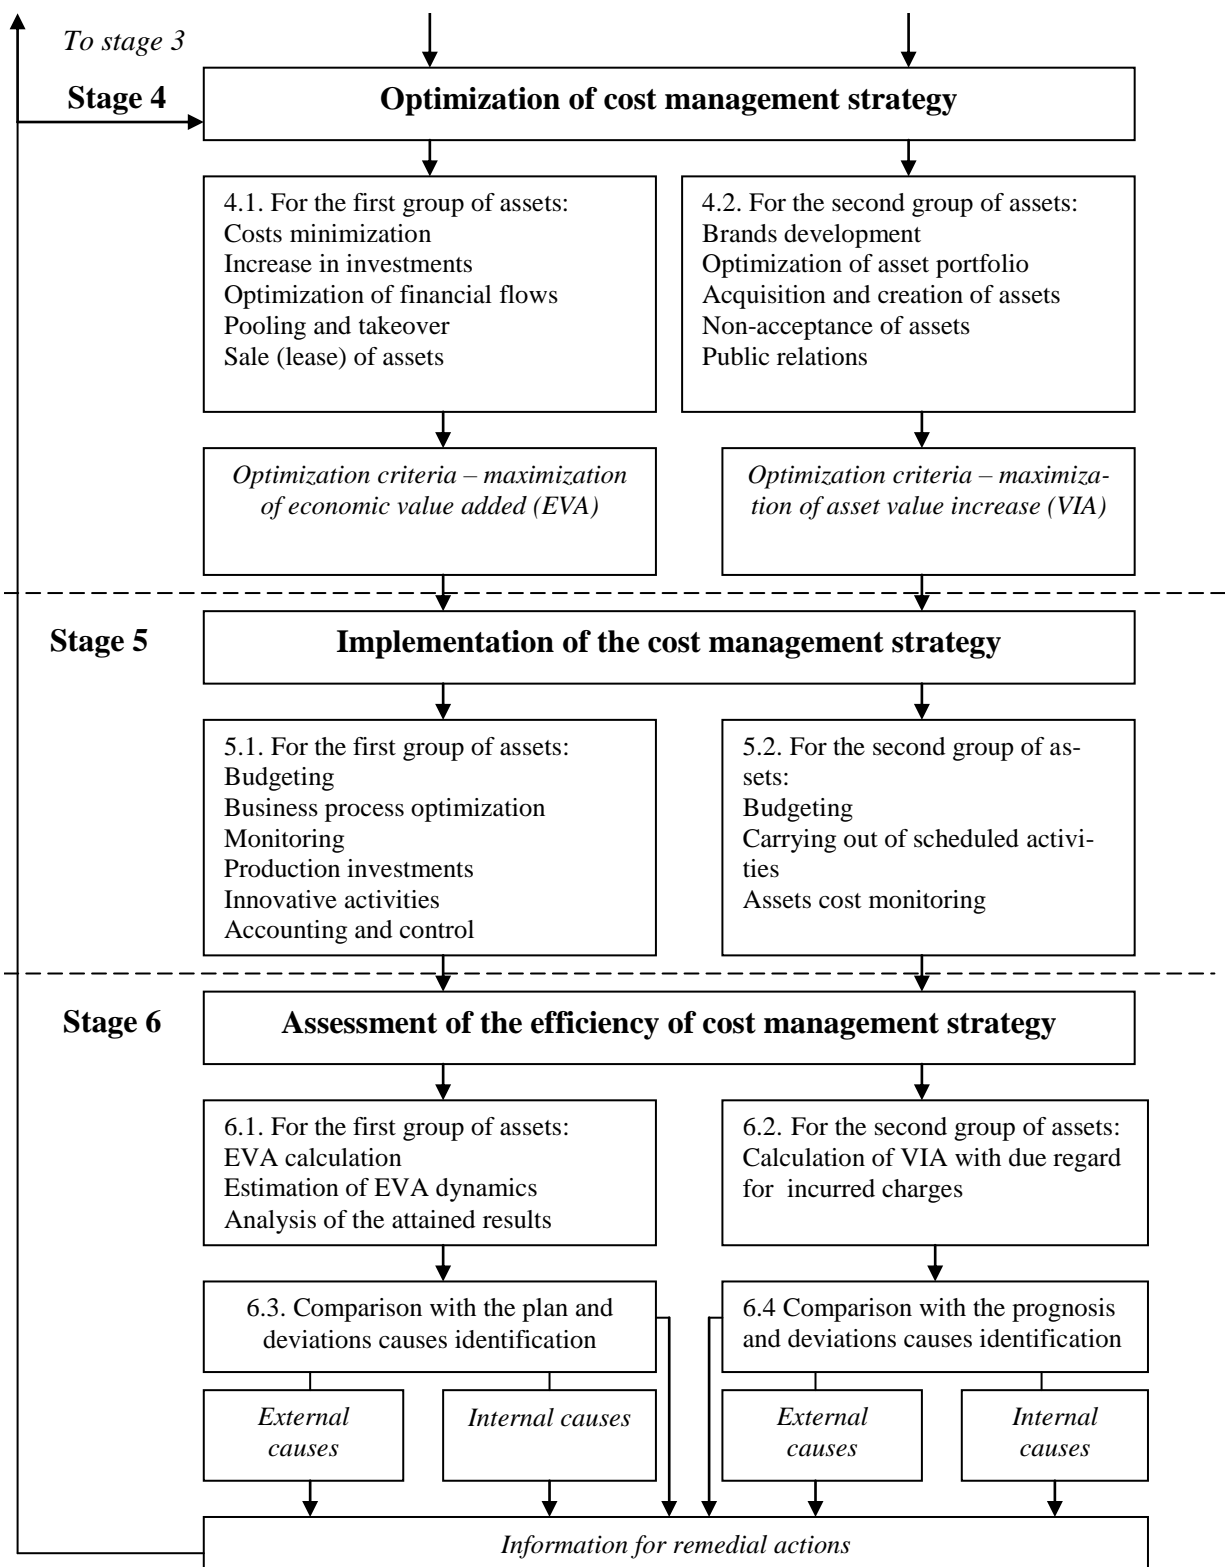 To stage 3
Stage 4
Optimization of cost management strategy
4.1. For the first group of assets:
Costs minimization
Increase in investments
Optimization of financial flows
Pooling and takeover
Sale (lease) of assets
4.2. For the second group of assets:
Brands development
Optimization of asset portfolio
Acquisition and creation of assets
Non-acceptance of assets
Public relations
Optimization criteria – maximization
of economic value added (EVA)
Optimization criteria – maximiza-
tion of asset value increase (VIA)
Stage 5
Implementation of the cost management strategy
5.1. For the first group of assets:
Budgeting
Business process optimization
Monitoring
Production investments
Innovative activities
Accounting and control
5.2. For the second group of as-
sets:
Budgeting
Carrying out of scheduled activi-
ties
Assets cost monitoring
Stage 6
Assessment of the efficiency of cost management strategy
6.1. For the first group of assets:
EVA calculation
Estimation of EVA dynamics
Analysis of the attained results
6.2. For the second group of assets:
Calculation of VIA with due regard
for incurred charges
6.3. Comparison with the plan and
deviations causes identification
6.4 Comparison with the prognosis
and deviations causes identification
External
causes
Internal causes
External
causes
Internal
causes
Information for remedial actions